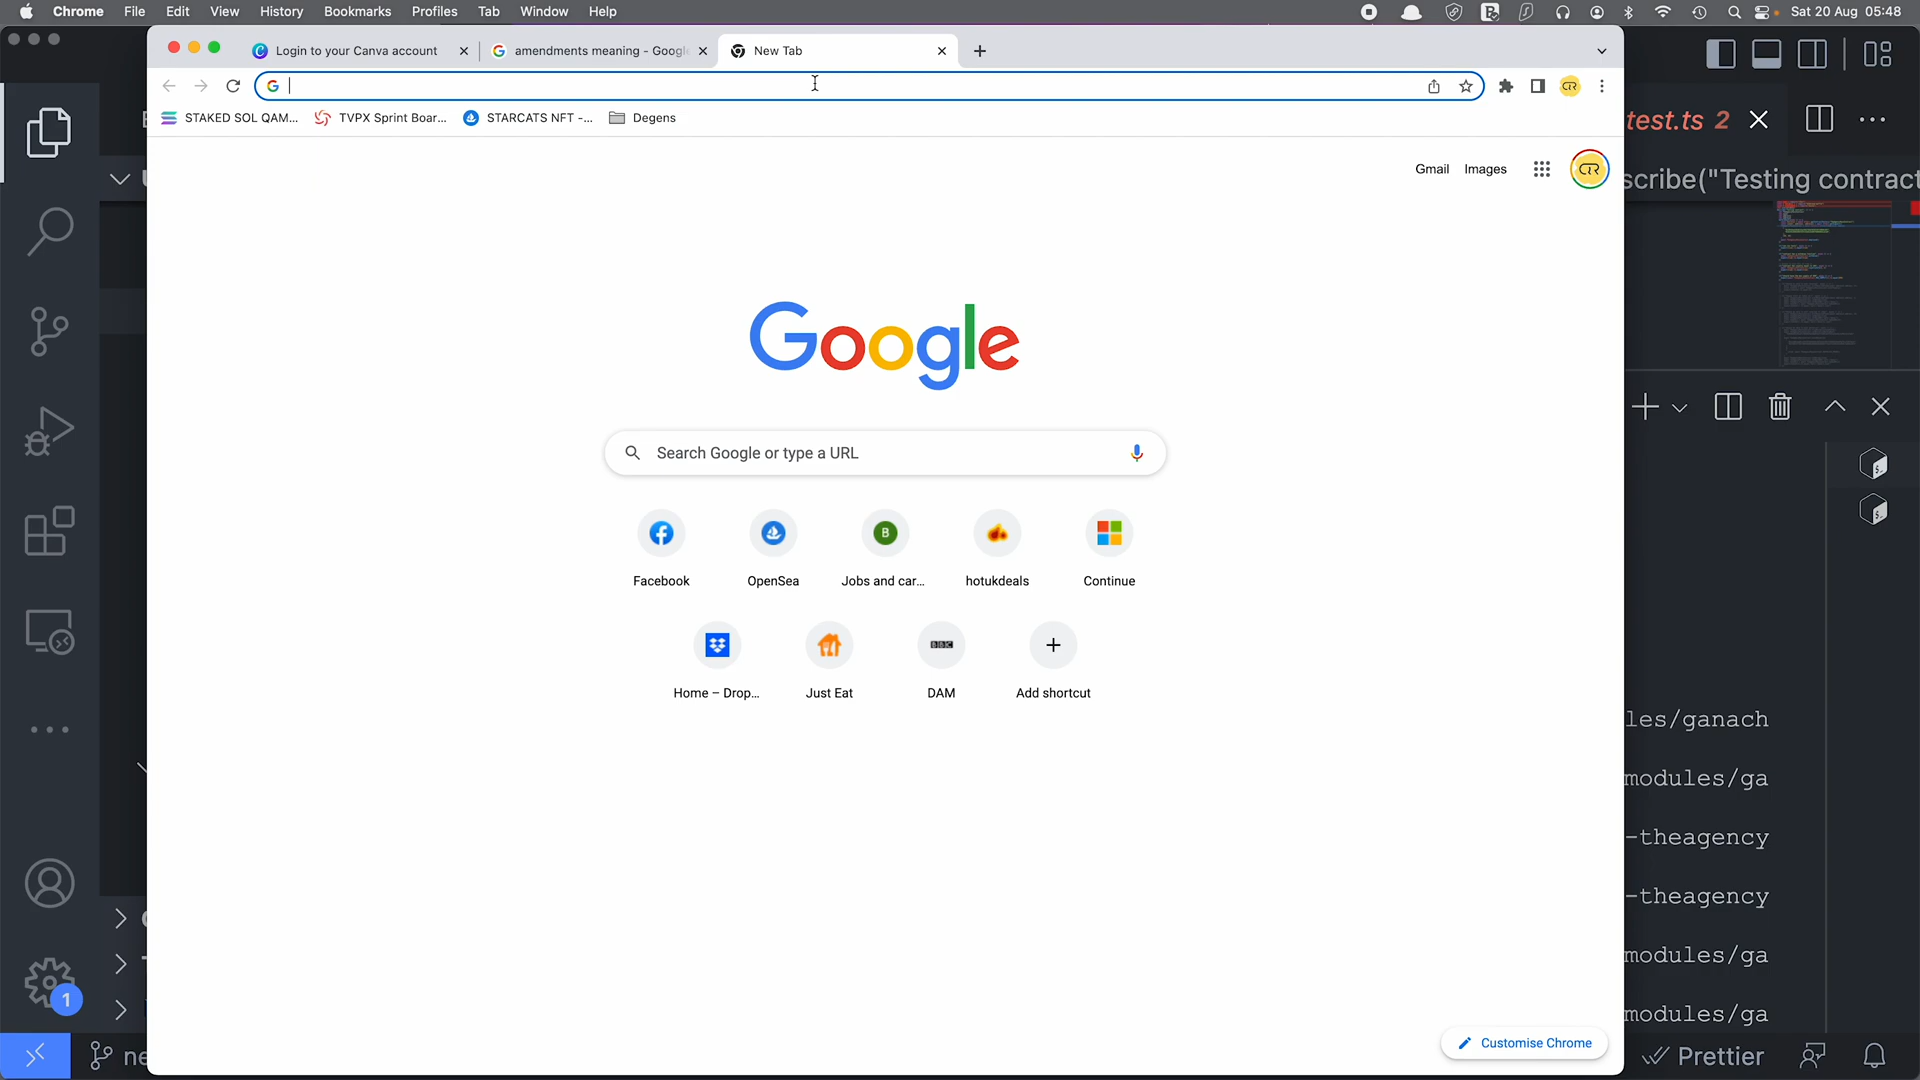 Chrome File Edit View History Bookmarks Profiles Tab Window Help Sat 20 Aug 05:48
Login to your Canva account amendments meaning - Google New Tab
STAKED SOL QAM... TVPX Sprint Boar... STARCATS NFT -... Degens
test.ts 2
Gmail Images
scribe("Testing contract
Google
Search Google or type a URL
Facebook OpenSea Jobs and car... hotukdeals Continue
Home – Drop... Just Eat DAM Add shortcut
les/ganach
modules/ga
-theagency
-theagency
modules/ga
modules/ga
1
Customise Chrome
ne Prettier